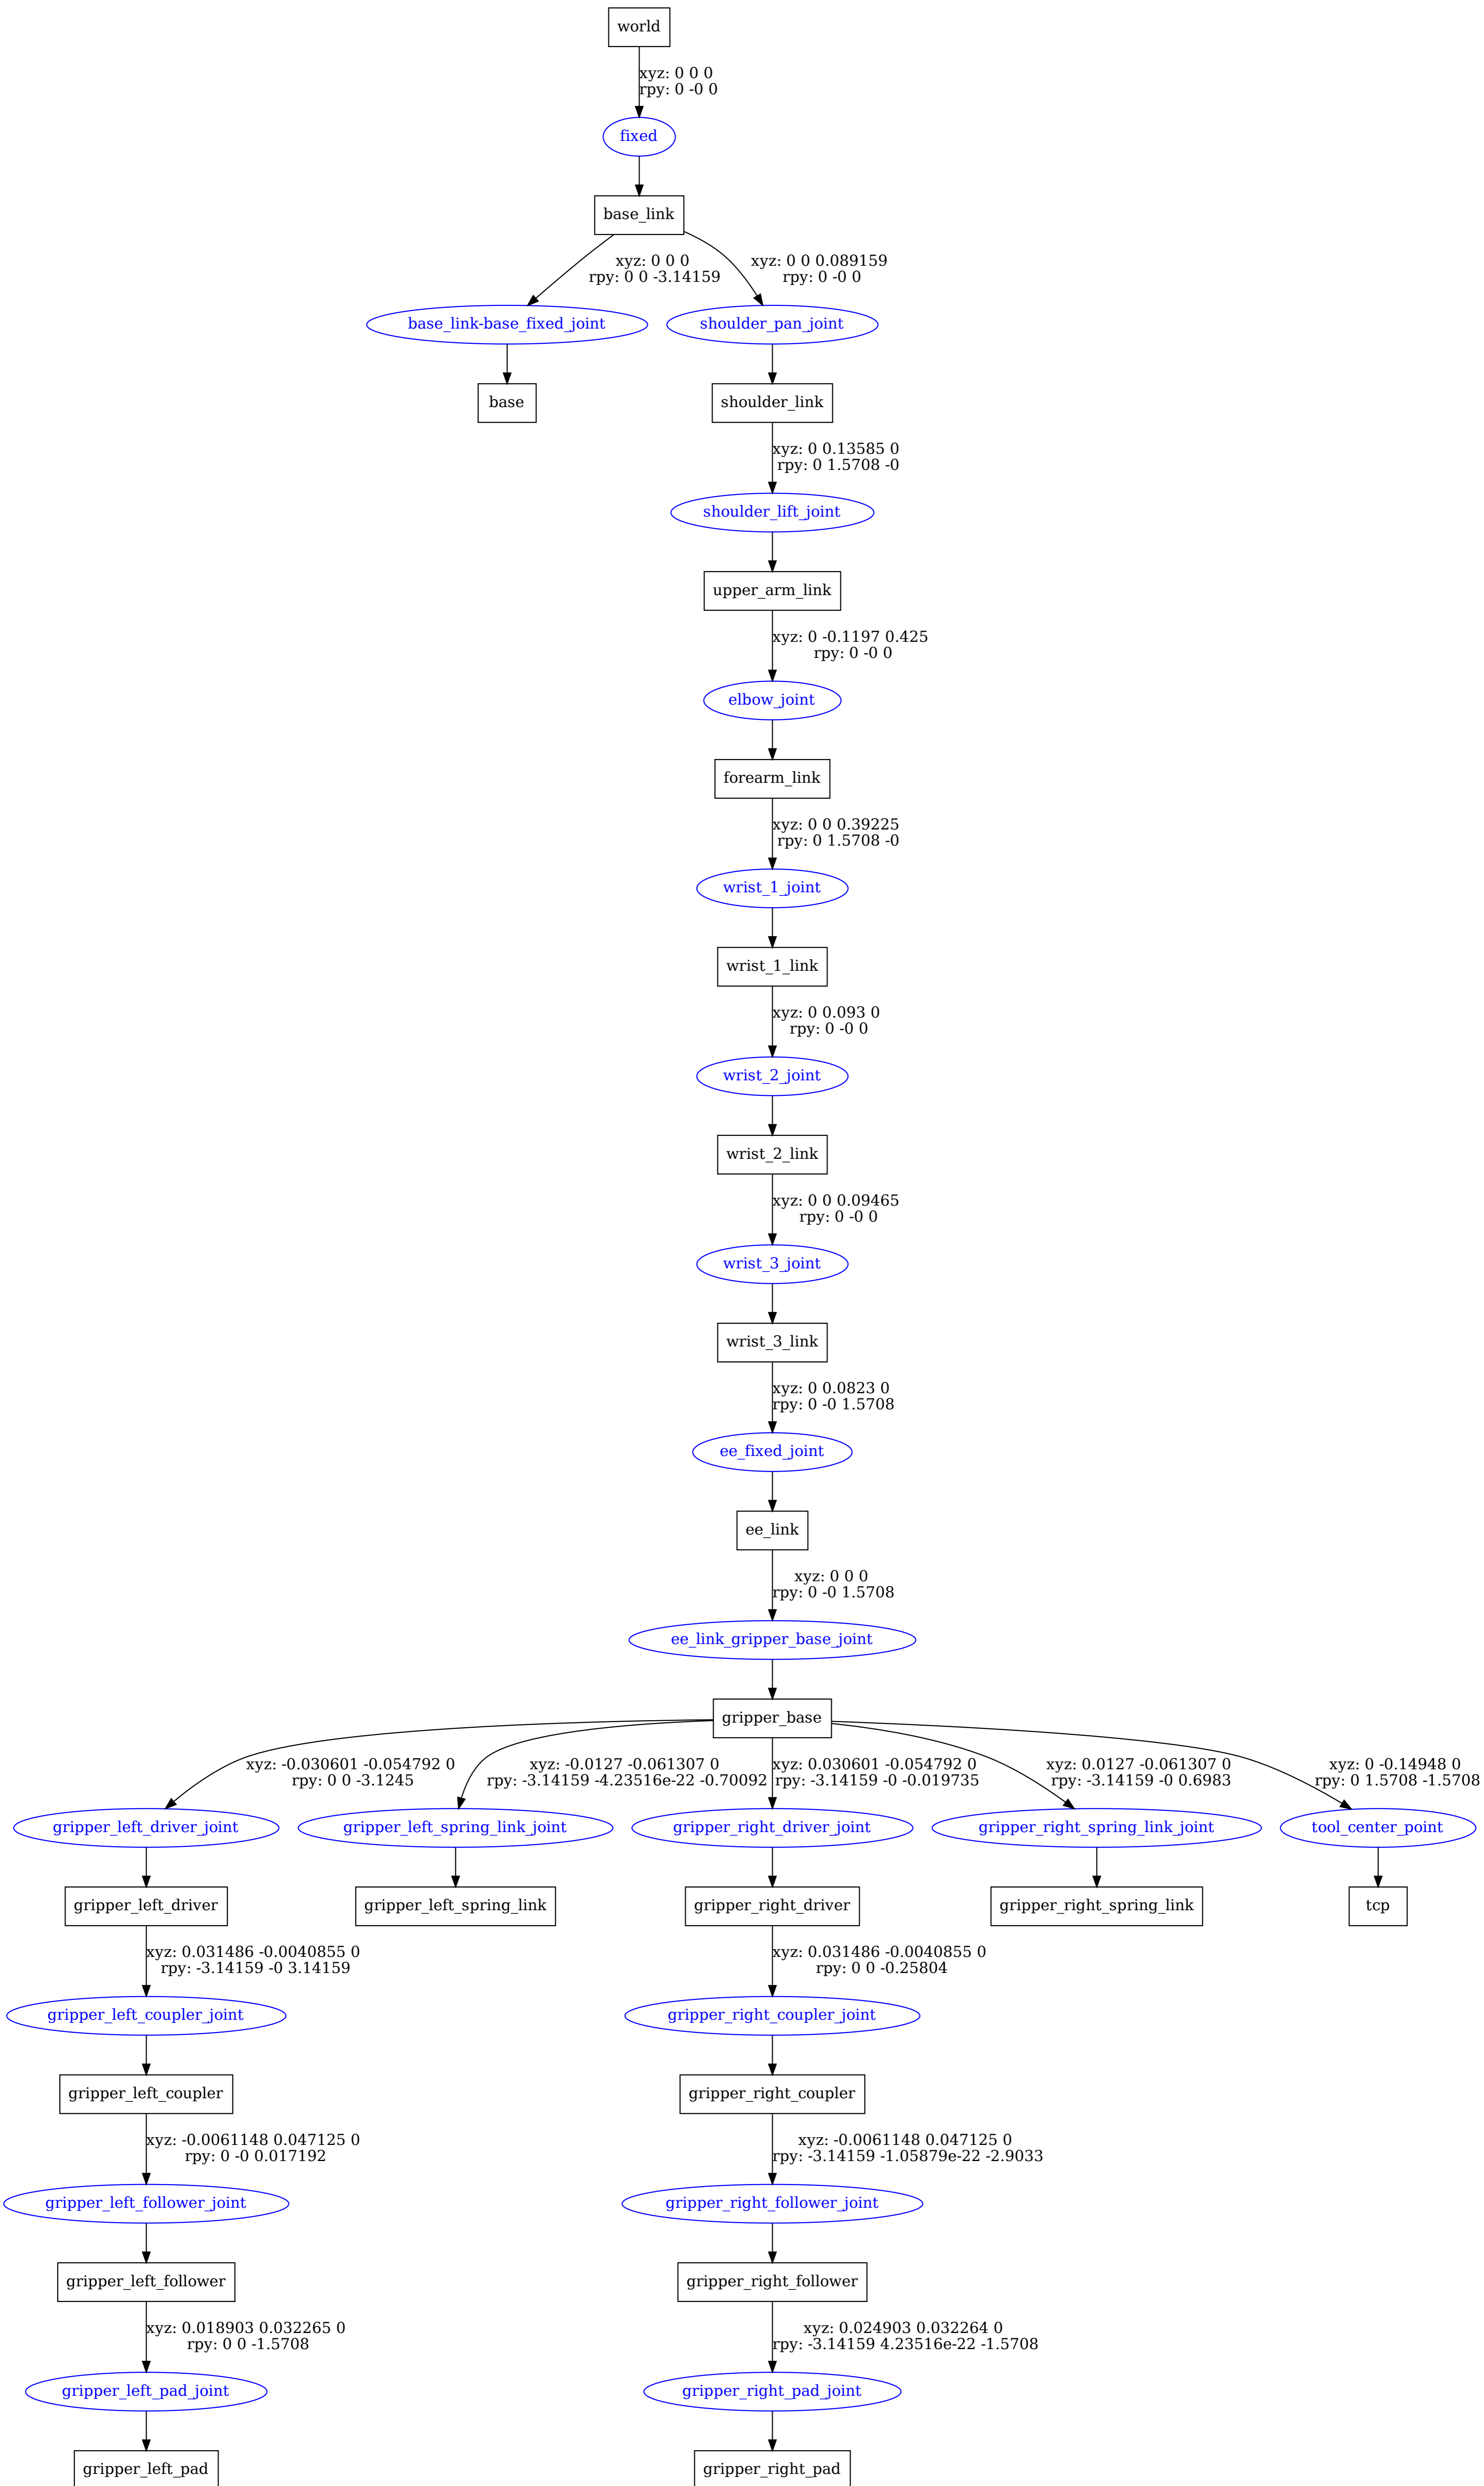 world
xyz: 0 0 0
rpy: 0 -0 0
fixed
base_link
xyz: 0 0 0
rpy: 0 0 -3.14159
xyz: 0 0 0.089159
rpy: 0 -0 0
base_link-base_fixed_joint
shoulder_pan_joint
base
shoulder_link
xyz: 0 0.13585 0
rpy: 0 1.5708 -0
shoulder_lift_joint
upper_arm_link
xyz: 0 -0.1197 0.425
rpy: 0 -0 0
elbow_joint
forearm_link
xyz: 0 0 0.39225
rpy: 0 1.5708 -0
wrist_1_joint
wrist_1_link
xyz: 0 0.093 0
rpy: 0 -0 0
wrist_2_joint
wrist_2_link
xyz: 0 0 0.09465
rpy: 0 -0 0
wrist_3_joint
wrist_3_link
xyz: 0 0.0823 0
rpy: 0 -0 1.5708
ee_fixed_joint
ee_link
xyz: 0 0 0
rpy: 0 -0 1.5708
ee_link_gripper_base_joint
gripper_base
xyz: -0.030601 -0.054792 0
rpy: 0 0 -3.1245
xyz: -0.0127 -0.061307 0
rpy: -3.14159 -4.23516e-22 -0.70092
xyz: 0.030601 -0.054792 0
rpy: -3.14159 -0 -0.019735
xyz: 0.0127 -0.061307 0
rpy: -3.14159 -0 0.6983
xyz: 0 -0.14948 0
rpy: 0 1.5708 -1.5708
gripper_left_driver_joint
gripper_left_spring_link_joint
gripper_right_driver_joint
gripper_right_spring_link_joint
tool_center_point
gripper_left_driver
gripper_left_spring_link
gripper_right_driver
gripper_right_spring_link
tcp
xyz: 0.031486 -0.0040855 0
rpy: -3.14159 -0 3.14159
xyz: 0.031486 -0.0040855 0
rpy: 0 0 -0.25804
gripper_left_coupler_joint
gripper_right_coupler_joint
gripper_left_coupler
gripper_right_coupler
xyz: -0.0061148 0.047125 0
rpy: 0 -0 0.017192
xyz: -0.0061148 0.047125 0
rpy: -3.14159 -1.05879e-22 -2.9033
gripper_left_follower_joint
gripper_right_follower_joint
gripper_left_follower
gripper_right_follower
xyz: 0.018903 0.032265 0
rpy: 0 0 -1.5708
xyz: 0.024903 0.032264 0
rpy: -3.14159 4.23516e-22 -1.5708
gripper_left_pad_joint
gripper_right_pad_joint
gripper_left_pad
gripper_right_pad